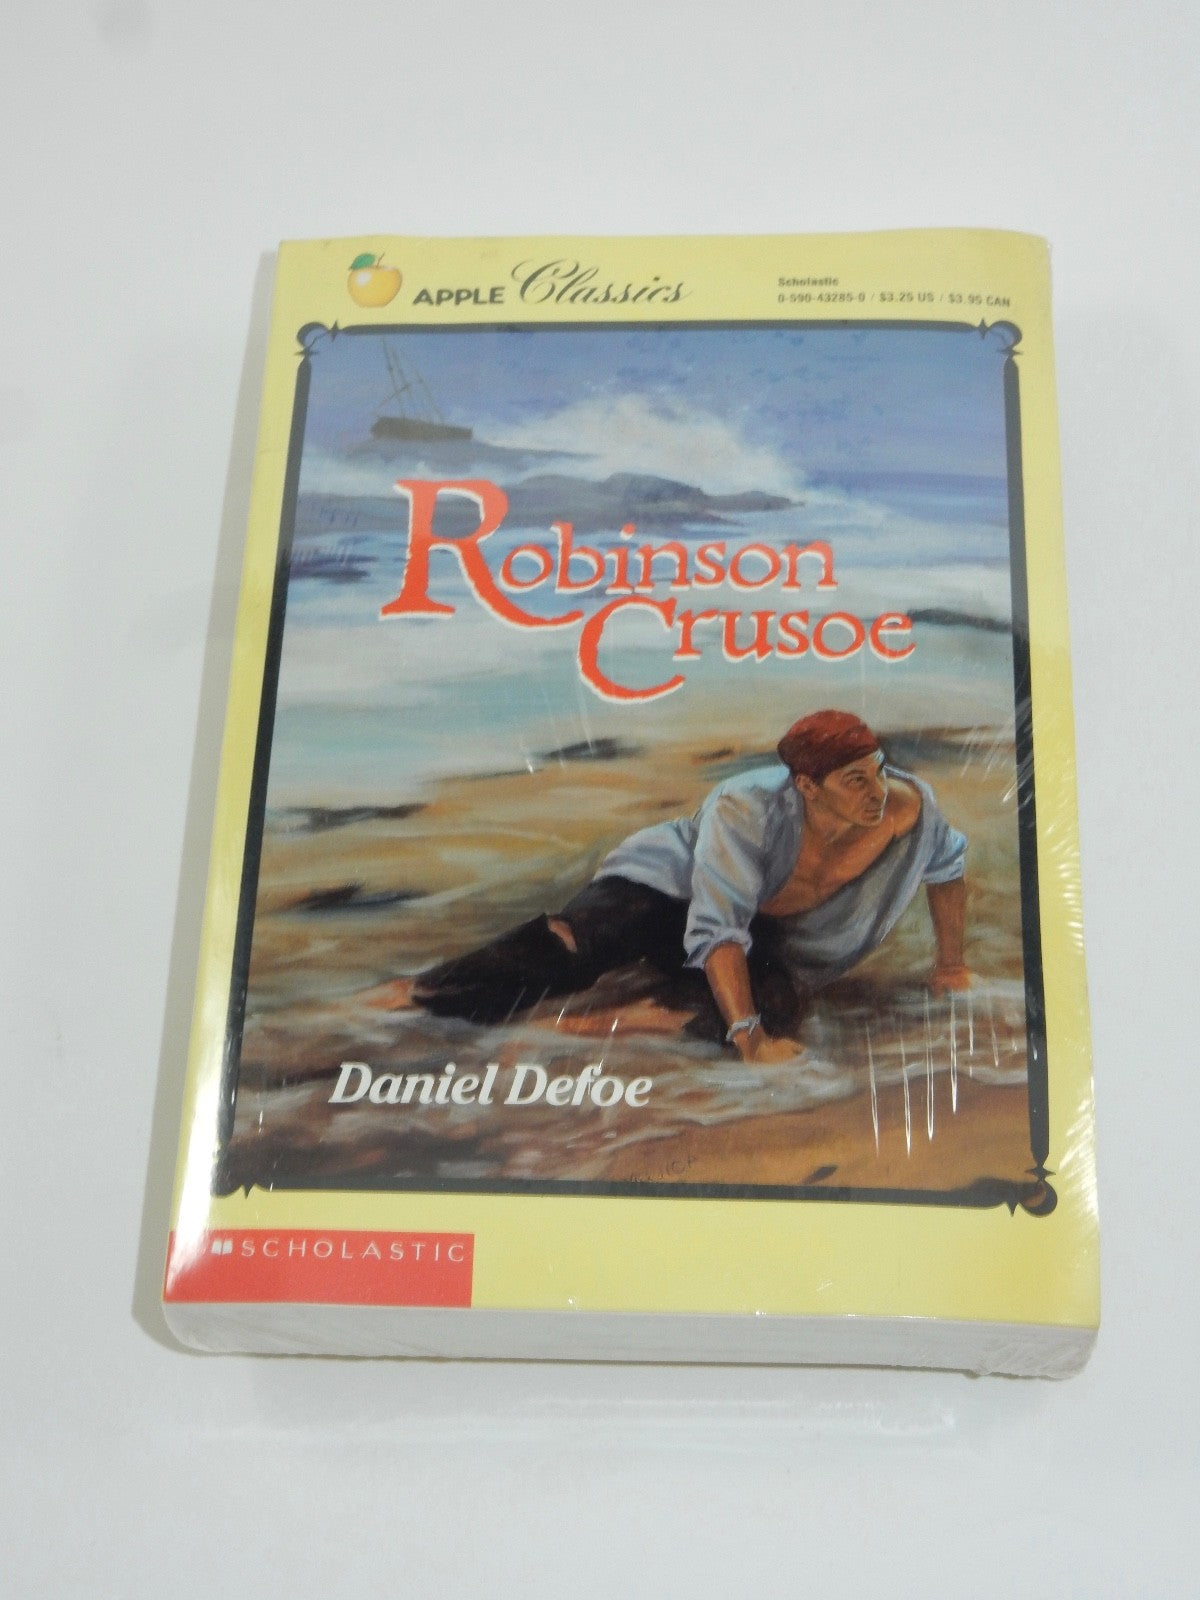 APPLE Classics
Scholastic
0-590-43285-0 / $3.25 US / $3.95 CAN
Robinson
Crusoe
Daniel Defoe
SCHOLASTIC